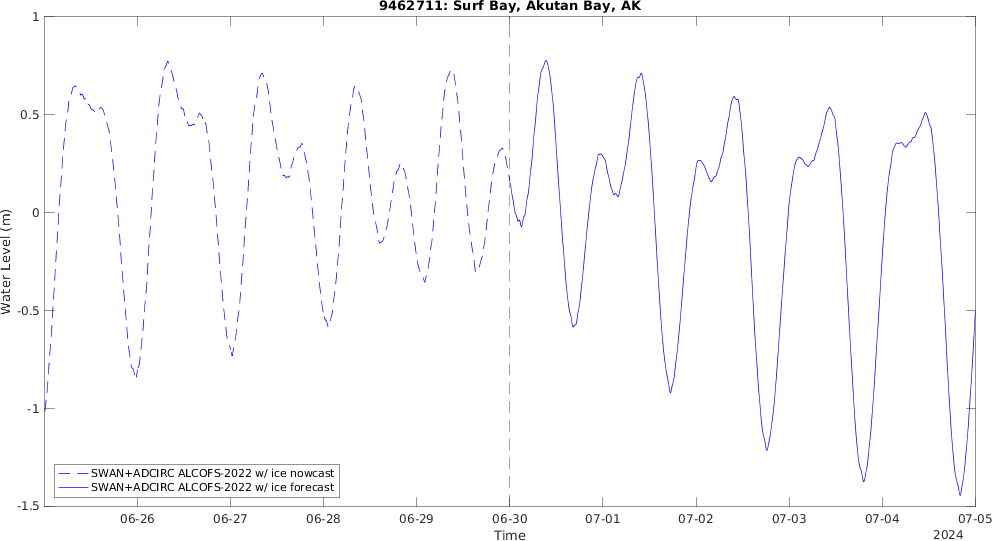 9462711: Surf Bay, Akutan Bay, AK
Water Level (m)
1
0.5
0
-0.5
-1
-1.5
SWAN+ADCIRC ALCOFS-2022 w/ ice nowcast
SWAN+ADCIRC ALCOFS-2022 w/ ice forecast
06-26 06-27 06-28 06-29 06-30 07-01 07-02 07-03 07-04 07-05
Time
2024